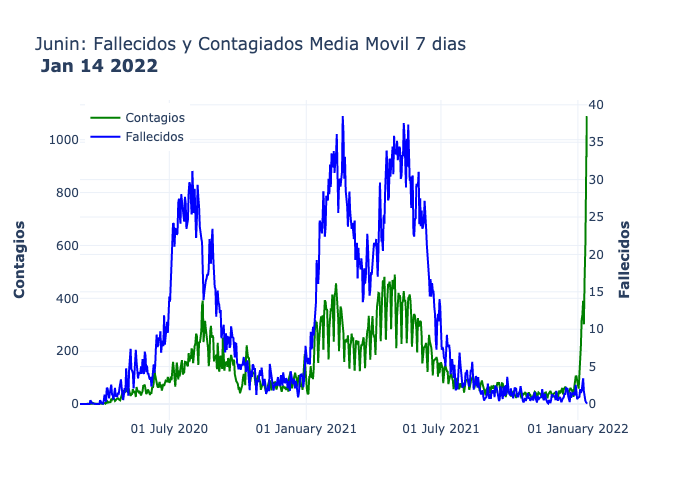 Junin: Fallecidos y Contagiados Media Movil 7 dias
Jan 14 2022
Contagios
Fallecidos
Contagios
1000
800
600
400
200
0
40
35
30
25
20
15
10
5
0
Fallecidos
01 July 2020
01 January 2021
01 July 2021
01 January 2022